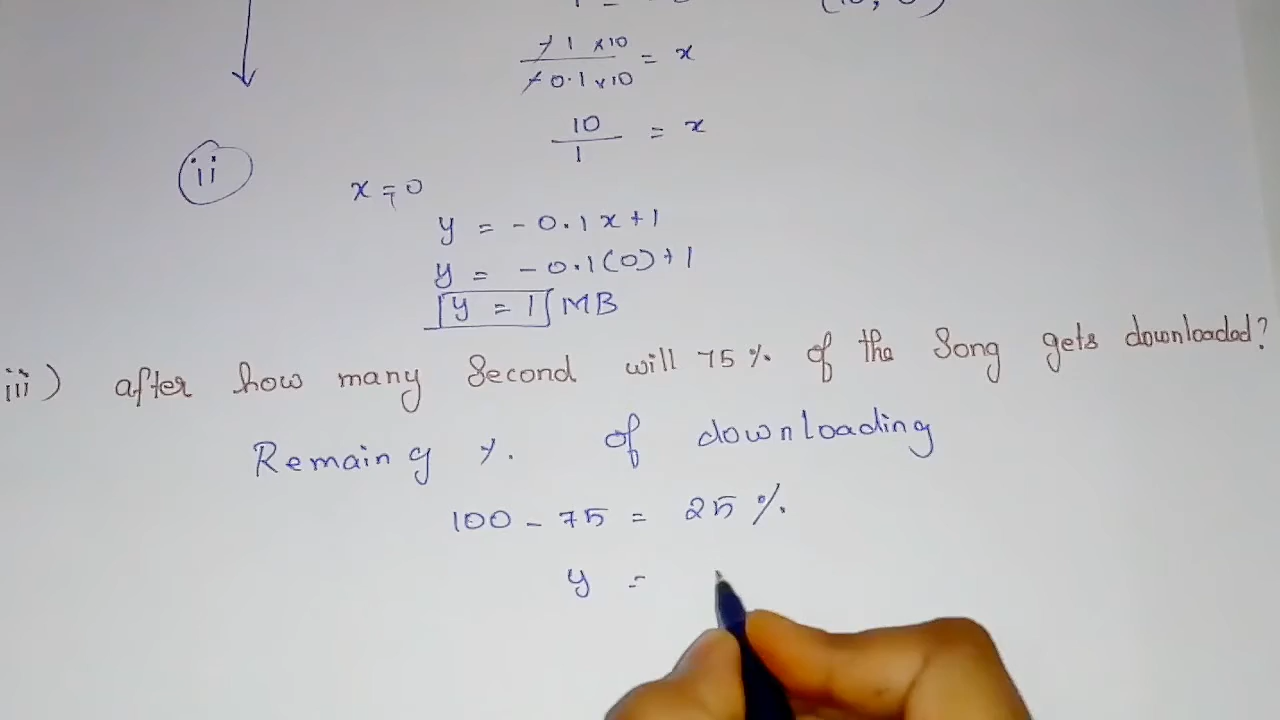 -1 x10 / -0.1 x10 = x
10 / 1 = x
ii
x = 0
y = - 0.1 x + 1
y = - 0.1 (0) + 1
y = 1 MB
iii) after how many Second will 75% of the Song gets downloaded?
Remaing %. of downloading
100 - 75 = 25 %.
y =